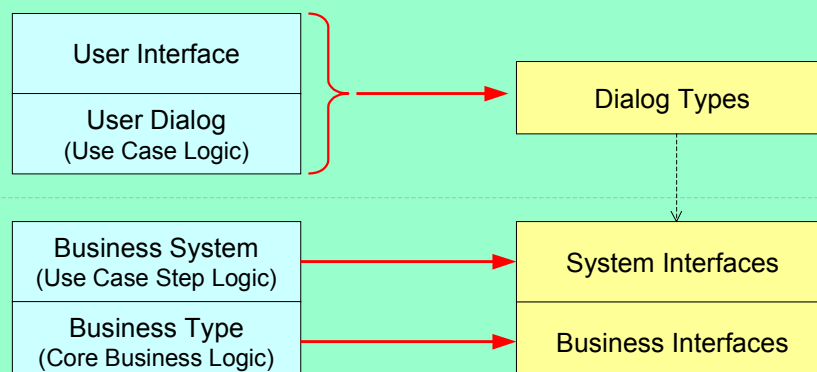 User Interface
User Dialog
(Use Case Logic)
Dialog Types
Business System
(Use Case Step Logic)
System Interfaces
Business Type
(Core Business Logic)
Business Interfaces